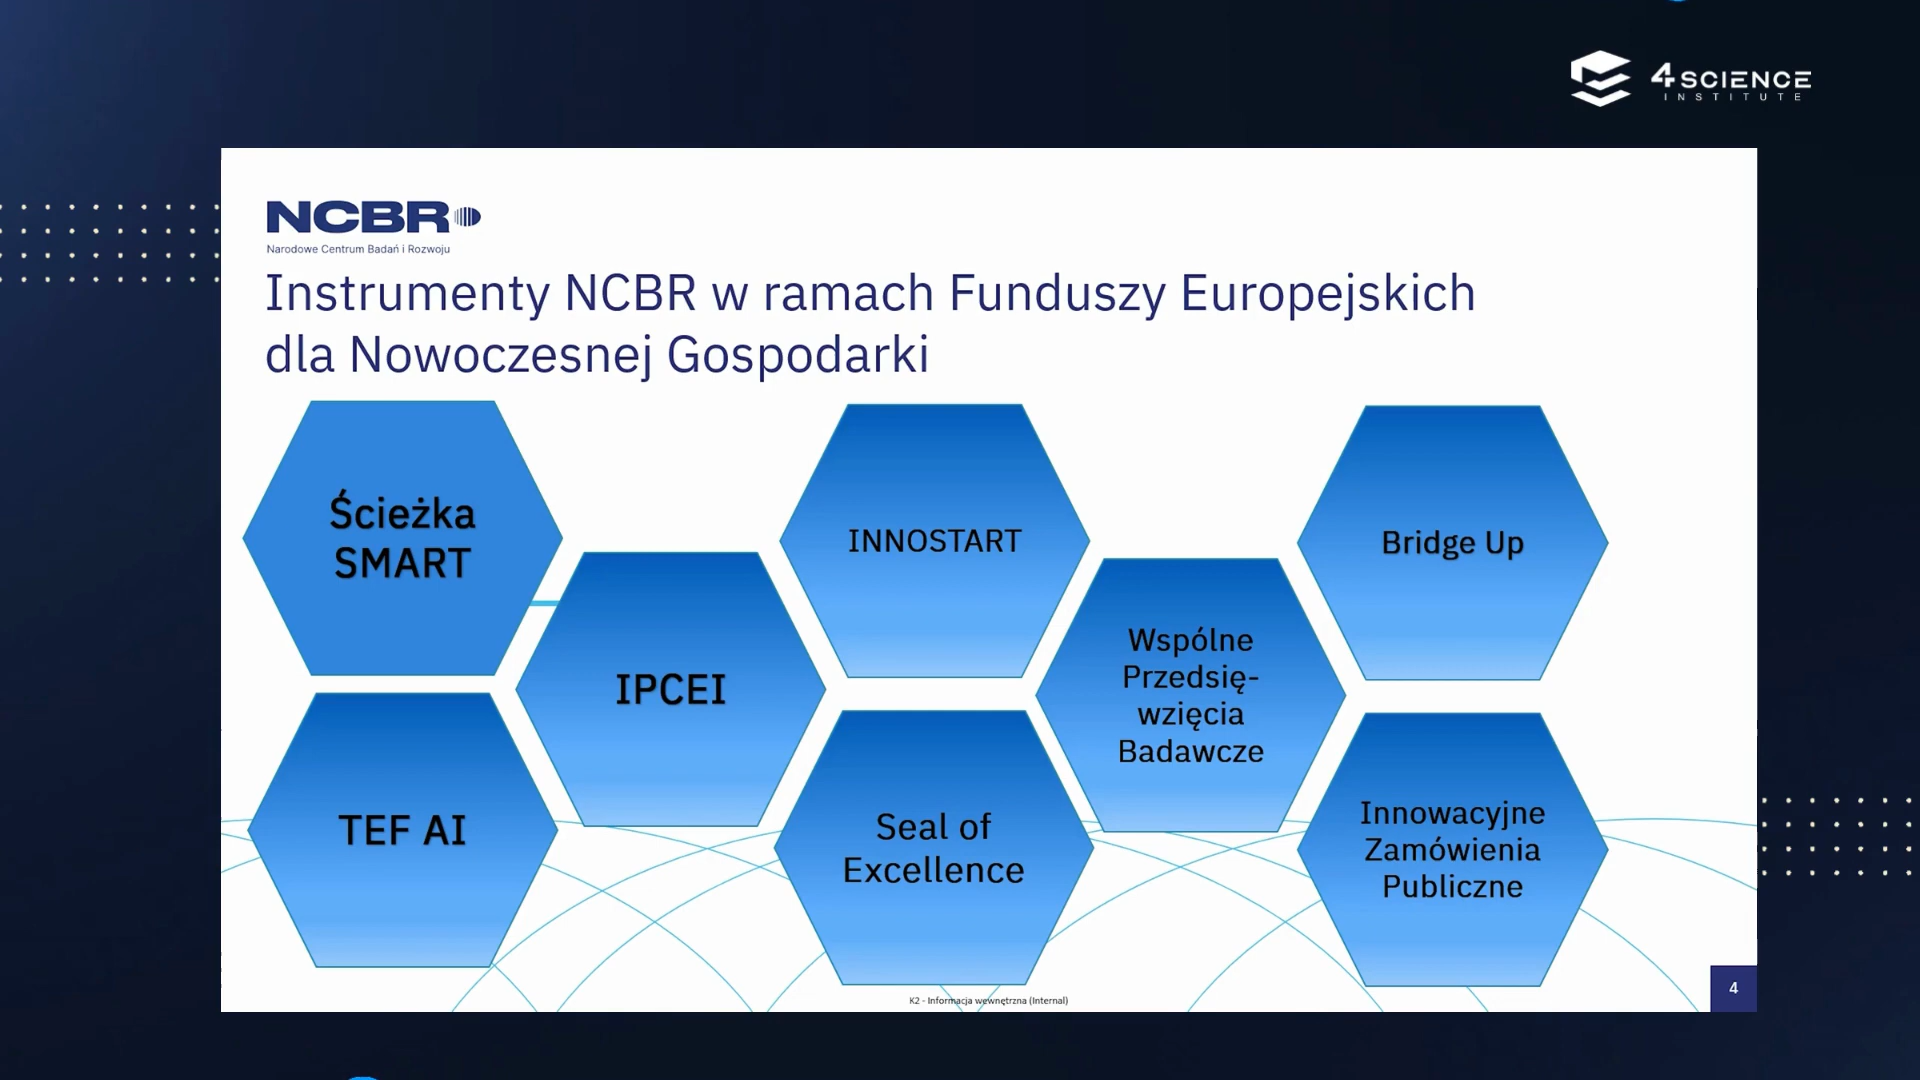 4SCIENCE
INSTITUTE
NCBR
Narodowe Centrum Badań i Rozwoju
Instrumenty NCBR w ramach Funduszy Europejskich
dla Nowoczesnej Gospodarki
Ścieżka
SMART
INNOSTART
Bridge Up
IPCEI
Wspólne
Przedsię-
wzięcia
Badawcze
TEF AI
Seal of
Excellence
Innowacyjne
Zamówienia
Publiczne
K2 - Informacja wewnętrzna (Internal)
4